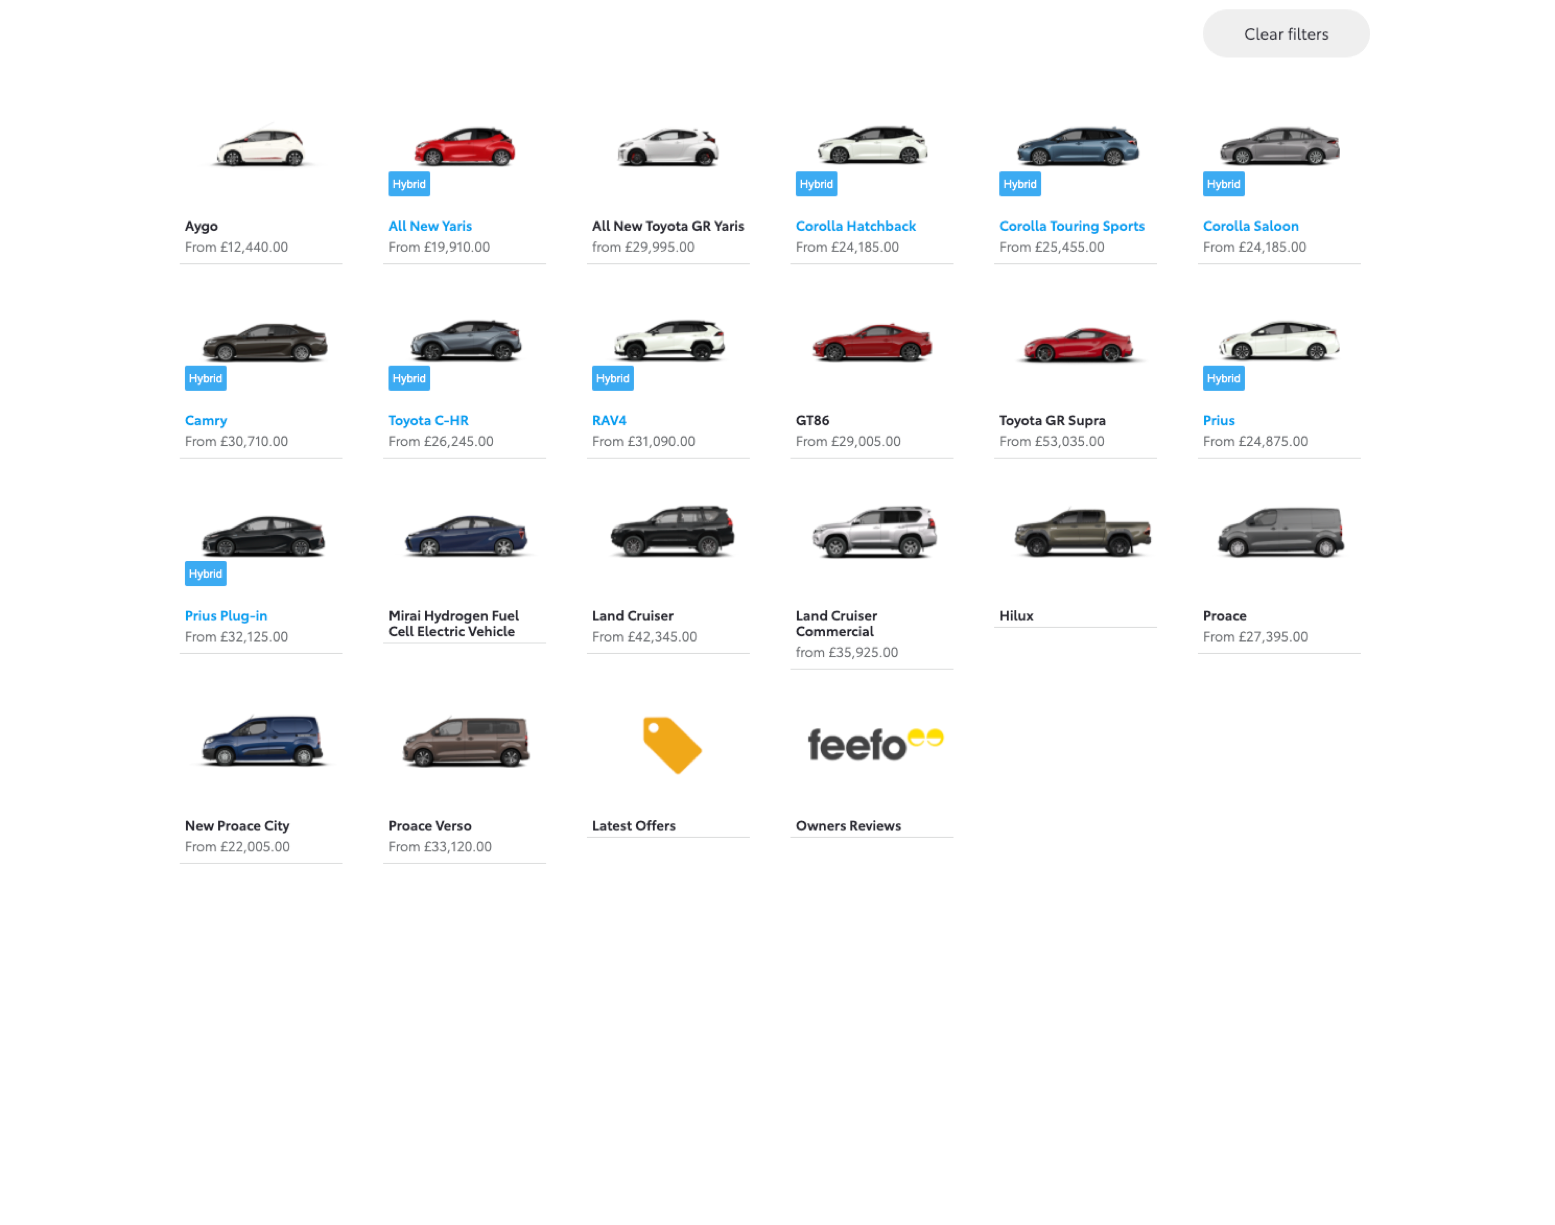 Clear filters
Hybrid
Hybrid
Hybrid
Hybrid
Aygo
All New Yaris
All New Toyota GR Yaris
Corolla Hatchback
Corolla Touring Sports
Corolla Saloon
From £12,440.00
From £19,910.00
from £29,995.00
From £24,185.00
From £25,455.00
From £24,185.00
Hybrid
Hybrid
Hybrid
Hybrid
Camry
Toyota C-HR
RAV4
GT86
Toyota GR Supra
Prius
From £30,710.00
From £26,245.00
From £31,090.00
From £29,005.00
From £53,035.00
From £24,875.00
Hybrid
Prius Plug-in
From £32,125.00
Mirai Hydrogen Fuel
Cell Electric Vehicle
Land Cruiser
From £42,345.00
Land Cruiser
Commercial
from £35,925.00
Hilux
Proace
From £27,395.00
feefo
New Proace City
From £22,005.00
Proace Verso
From £33,120.00
Latest Offers
Owners Reviews